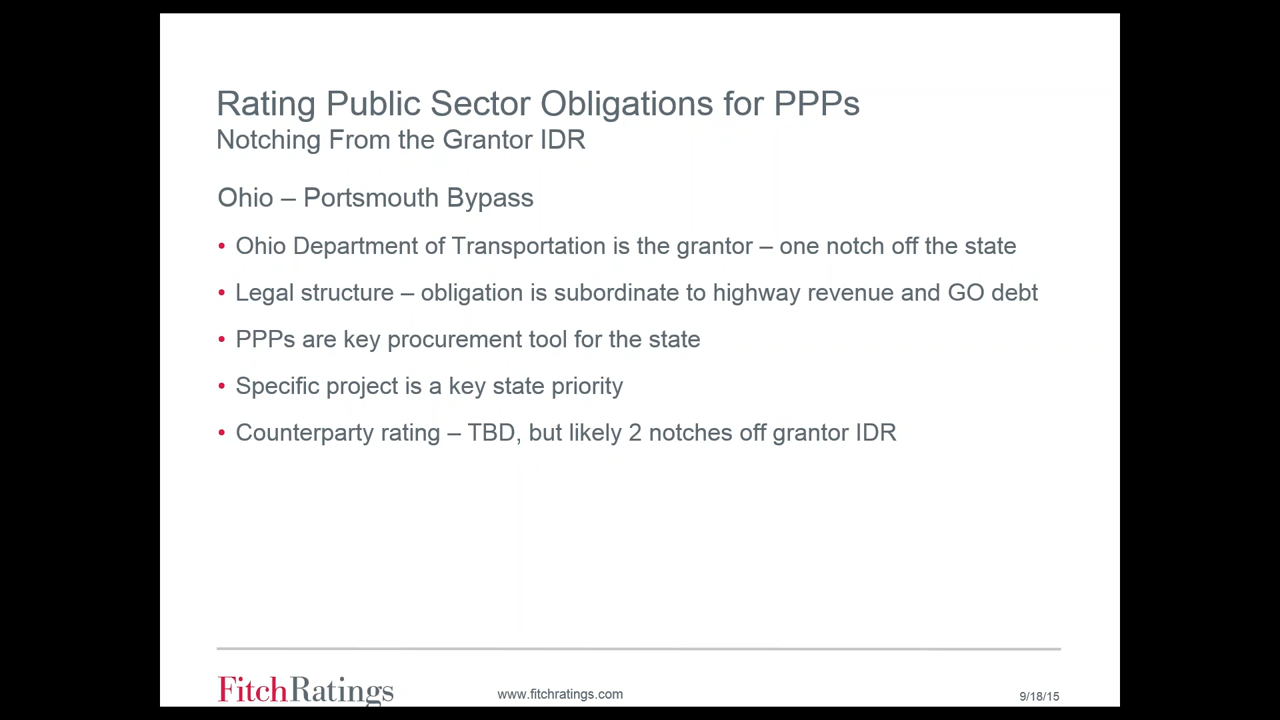 Rating Public Sector Obligations for PPPs
Notching From the Grantor IDR
Ohio – Portsmouth Bypass
• Ohio Department of Transportation is the grantor – one notch off the state
• Legal structure – obligation is subordinate to highway revenue and GO debt
• PPPs are key procurement tool for the state
• Specific project is a key state priority
• Counterparty rating – TBD, but likely 2 notches off grantor IDR
FitchRatings
www.fitchratings.com
9/18/15